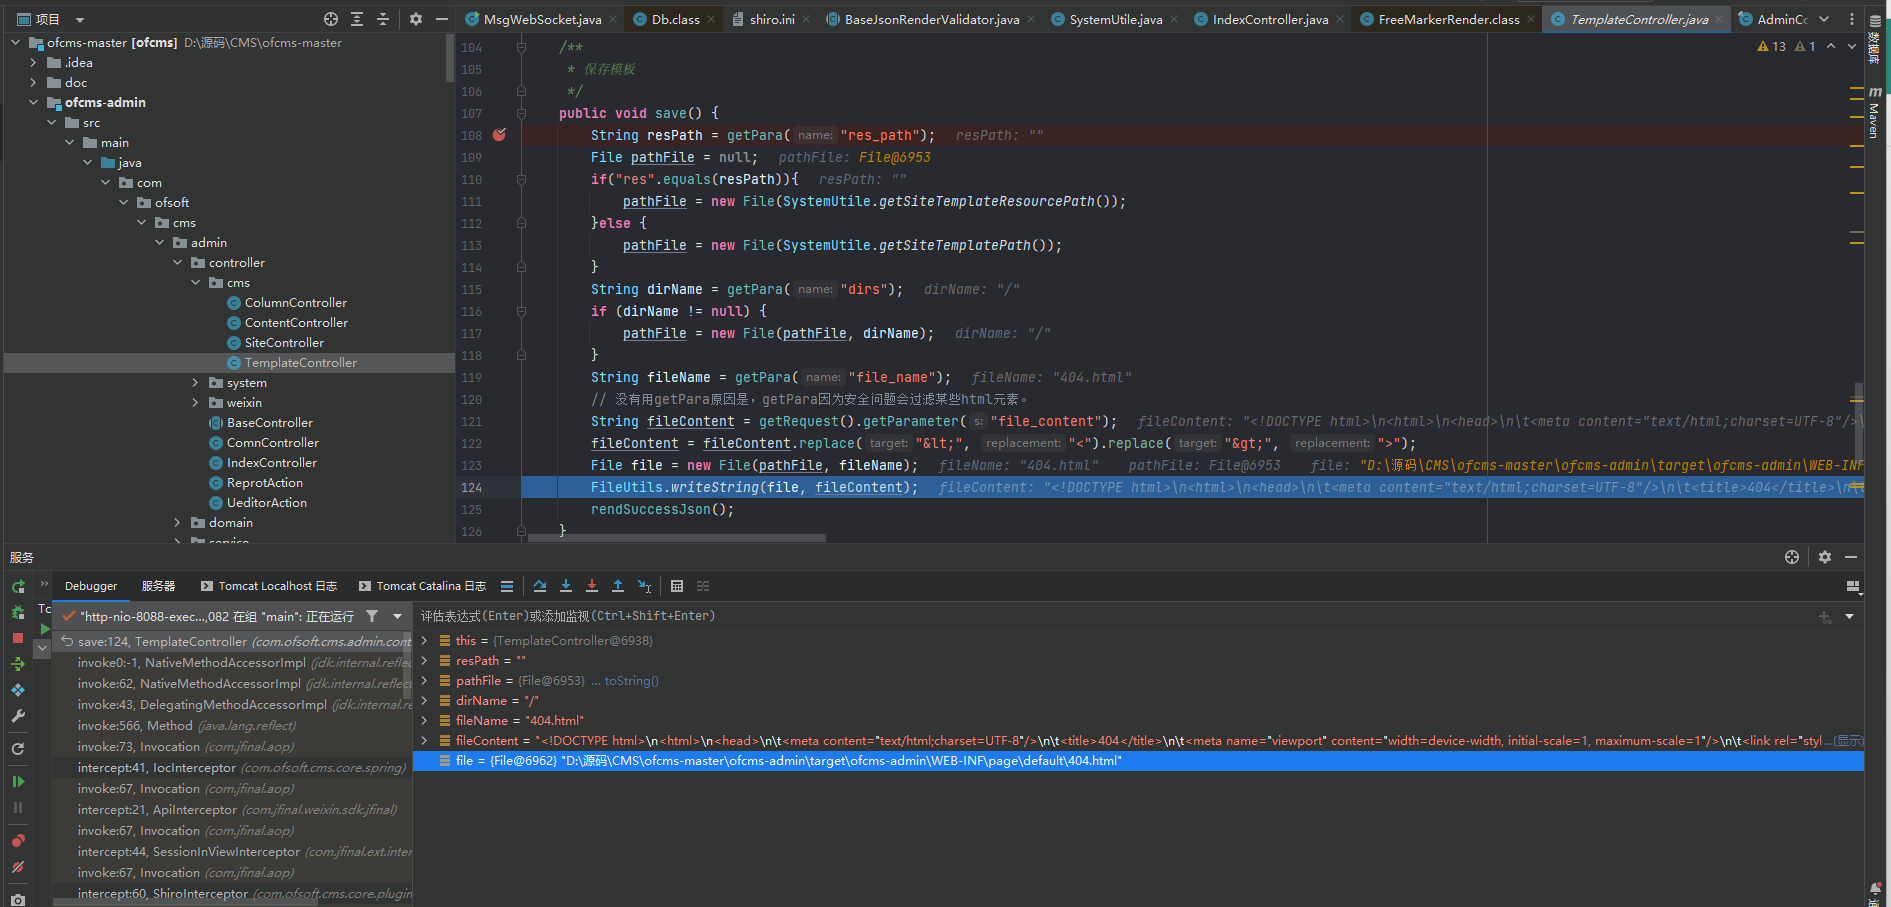 项目
MsgWebSocket.java
Db.class
shiro.ini
BaseJsonRenderValidator.java
SystemUtile.java
IndexController.java
FreeMarkerRender.class
TemplateController.java
AdminCc
ofcms-master [ofcms] D:\源码\CMS\ofcms-master
.idea
doc
ofcms-admin
src
main
java
com
ofsoft
cms
admin
controller
cms
ColumnController
ContentController
SiteController
TemplateController
system
weixin
BaseController
ComnController
IndexController
ReprotAction
UeditorAction
domain
service
13 1
数据库
Maven
104 /**
105 * 保存模板
106 */
107 public void save() {
108 String resPath = getPara( name: "res_path"); resPath: ""
109 File pathFile = null; pathFile: File@6953
110 if("res".equals(resPath)){ resPath: ""
111 pathFile = new File(SystemUtile.getSiteTemplateResourcePath());
112 }else {
113 pathFile = new File(SystemUtile.getSiteTemplatePath());
114 }
115 String dirName = getPara( name: "dirs"); dirName: "/"
116 if (dirName != null) {
117 pathFile = new File(pathFile, dirName); dirName: "/"
118 }
119 String fileName = getPara( name: "file_name"); fileName: "404.html"
120 // 没有用getPara原因是，getPara因为安全问题会过滤某些html元素。
121 String fileContent = getRequest().getParameter( s: "file_content"); fileContent: "<!DOCTYPE html>\n<html>\n<head>\n\t<meta content="text/html;charset=UTF-8"/>\
122 fileContent = fileContent.replace( target: "&lt;", replacement: "<").replace( target: "&gt;", replacement: ">");
123 File file = new File(pathFile, fileName); fileName: "404.html" pathFile: File@6953 file: "D:\源码\CMS\ofcms-master\ofcms-admin\target\ofcms-admin\WEB-INF
124 FileUtils.writeString(file, fileContent); fileContent: "<!DOCTYPE html>\n<html>\n<head>\n\t<meta content="text/html;charset=UTF-8"/>\n\t<title>404</title>\n\t
125 rendSuccessJson();
126 }
服务
Debugger 服务器 Tomcat Localhost 日志 Tomcat Catalina 日志
To
"http-nio-8088-exec...,082 在组 "main": 正在运行
save:124, TemplateController (com.ofsoft.cms.admin.cont
invoke0:-1, NativeMethodAccessorImpl (jdk.internal.reflec
invoke:62, NativeMethodAccessorImpl (jdk.internal.reflect
invoke:43, DelegatingMethodAccessorImpl (jdk.internal.re
invoke:566, Method (java.lang.reflect)
invoke:73, Invocation (com.jfinal.aop)
intercept:41, IocInterceptor (com.ofsoft.cms.core.spring)
invoke:67, Invocation (com.jfinal.aop)
intercept:21, ApiInterceptor (com.jfinal.weixin.sdk.jfinal)
invoke:67, Invocation (com.jfinal.aop)
intercept:44, SessionInViewInterceptor (com.jfinal.ext.inter
invoke:67, Invocation (com.jfinal.aop)
intercept:60, ShiroInterceptor (com.ofsoft.cms.core.plugin
评估表达式(Enter)或添加监视(Ctrl+Shift+Enter)
this = {TemplateController@6938}
resPath = ""
pathFile = {File@6953} ... toString()
dirName = "/"
fileName = "404.html"
fileContent = "<!DOCTYPE html>\n<html>\n<head>\n\t<meta content="text/html;charset=UTF-8"/>\n\t<title>404</title>\n\t<meta name="viewport" content="width=device-width, initial-scale=1, maximum-scale=1"/>\n\t<link rel="styl ...(显示)
file = {File@6962} "D:\源码\CMS\ofcms-master\ofcms-admin\target\ofcms-admin\WEB-INF\page\default\404.html"